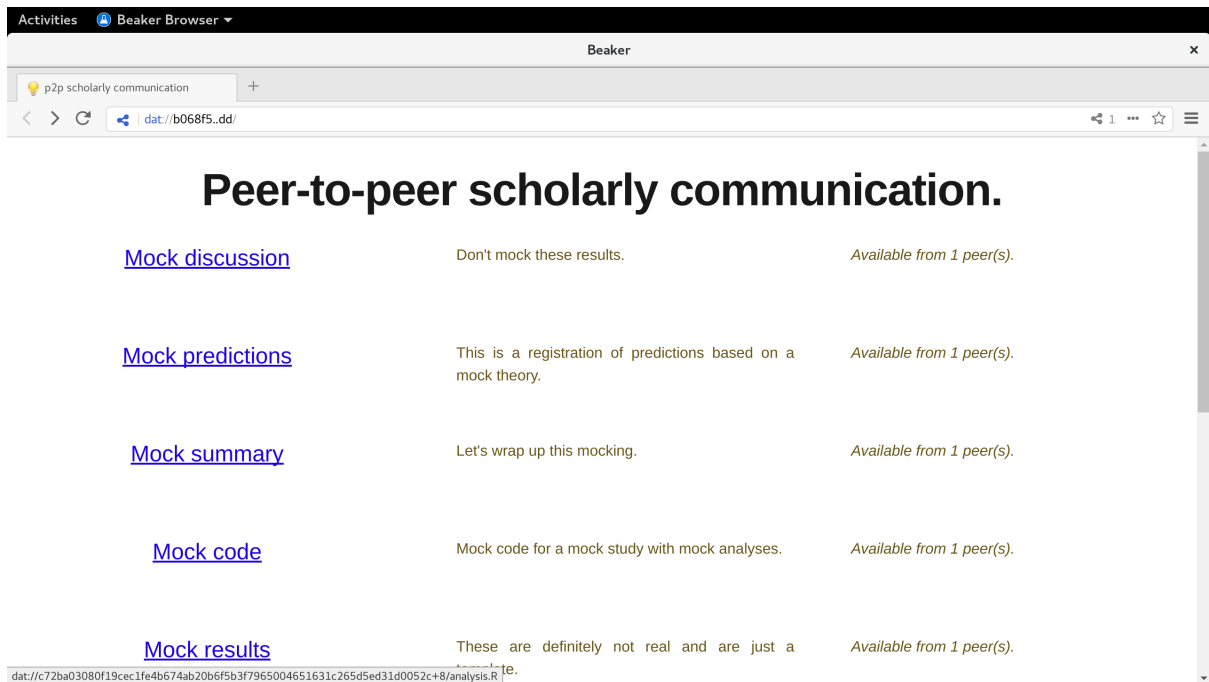 Activities Beaker Browser
Beaker
p2p scholarly communication
dat://b068f5..dd/ 1
Peer-to-peer scholarly communication.
Mock discussion Don't mock these results. Available from 1 peer(s).
Mock predictions This is a registration of predictions based on a Available from 1 peer(s).
mock theory.
Mock summary Let's wrap up this mocking. Available from 1 peer(s).
Mock code Mock code for a mock study with mock analyses. Available from 1 peer(s).
Mock results These are definitely not real and are just a Available from 1 peer(s).
dat://c72ba03080f19cec1fe4b674ab20b6f5b3f7965004651631c265d5ed31d0052c+8/analysis.R